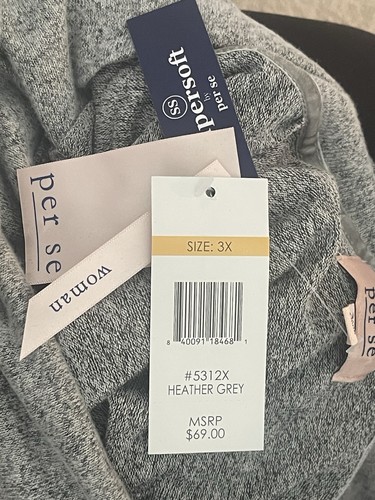 persoft
by
per se
ss
per se
woman
SIZE: 3X
8 40091 18468 1
#5312X
HEATHER GREY
MSRP
$69.00
per se